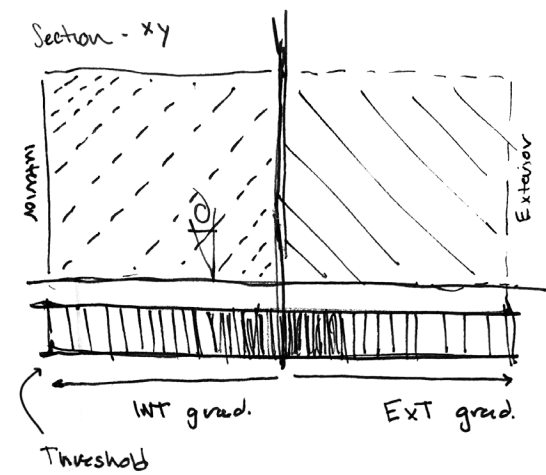 Section - xy
Interior
Exterior
INT grad.
EXT grad.
Threshold